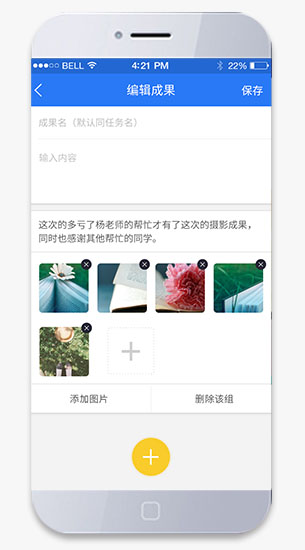 BELL 4:21 PM 22%
编辑成果 保存
成果名（默认同任务名）
输入内容
这次的多亏了杨老师的帮忙才有了这次的摄影成果，
同时也感谢其他帮忙的同学。
添加图片 删除该组